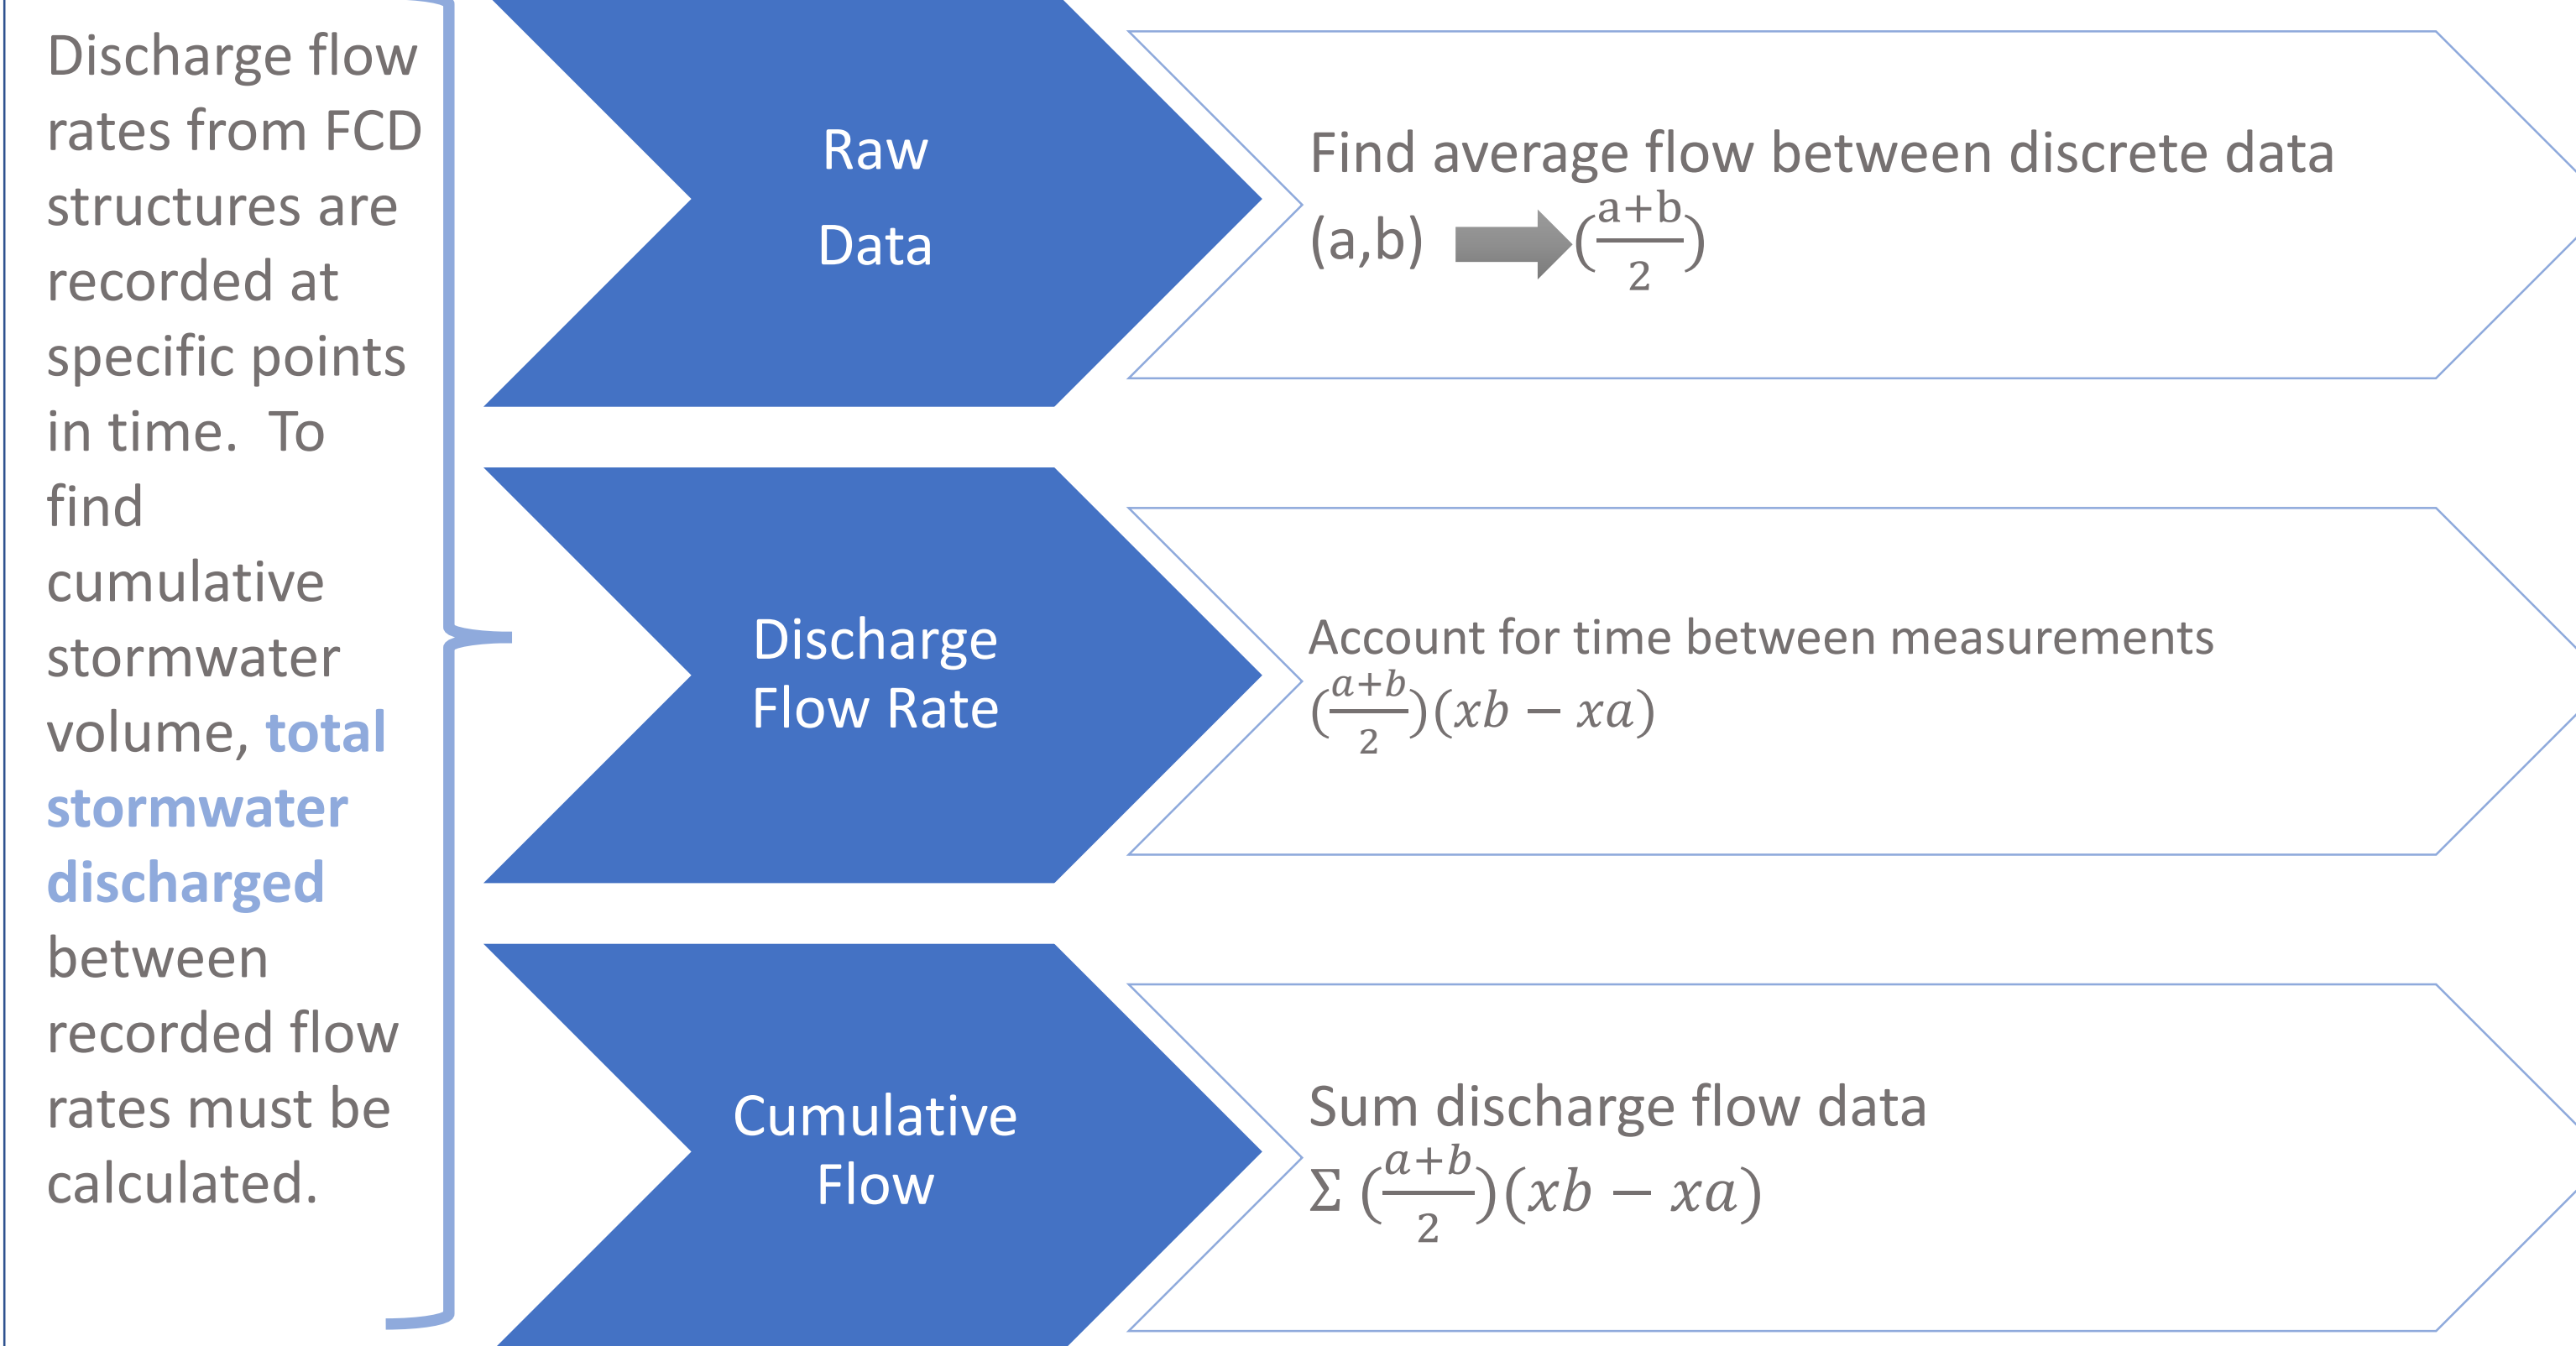 Discharge flow
rates from FCD
structures are
recorded at
specific points
in time.  To
find
cumulative
stormwater
volume, total
stormwater
discharged
between
recorded flow
rates must be
calculated.
Raw
Data
Find average flow between discrete data
(a,b) (\frac{a+b}{2})
Discharge
Flow Rate
Account for time between measurements
(\frac{a+b}{2})(xb − xa)
Cumulative
Flow
Sum discharge flow data
Σ (\frac{a+b}{2})(xb − xa)